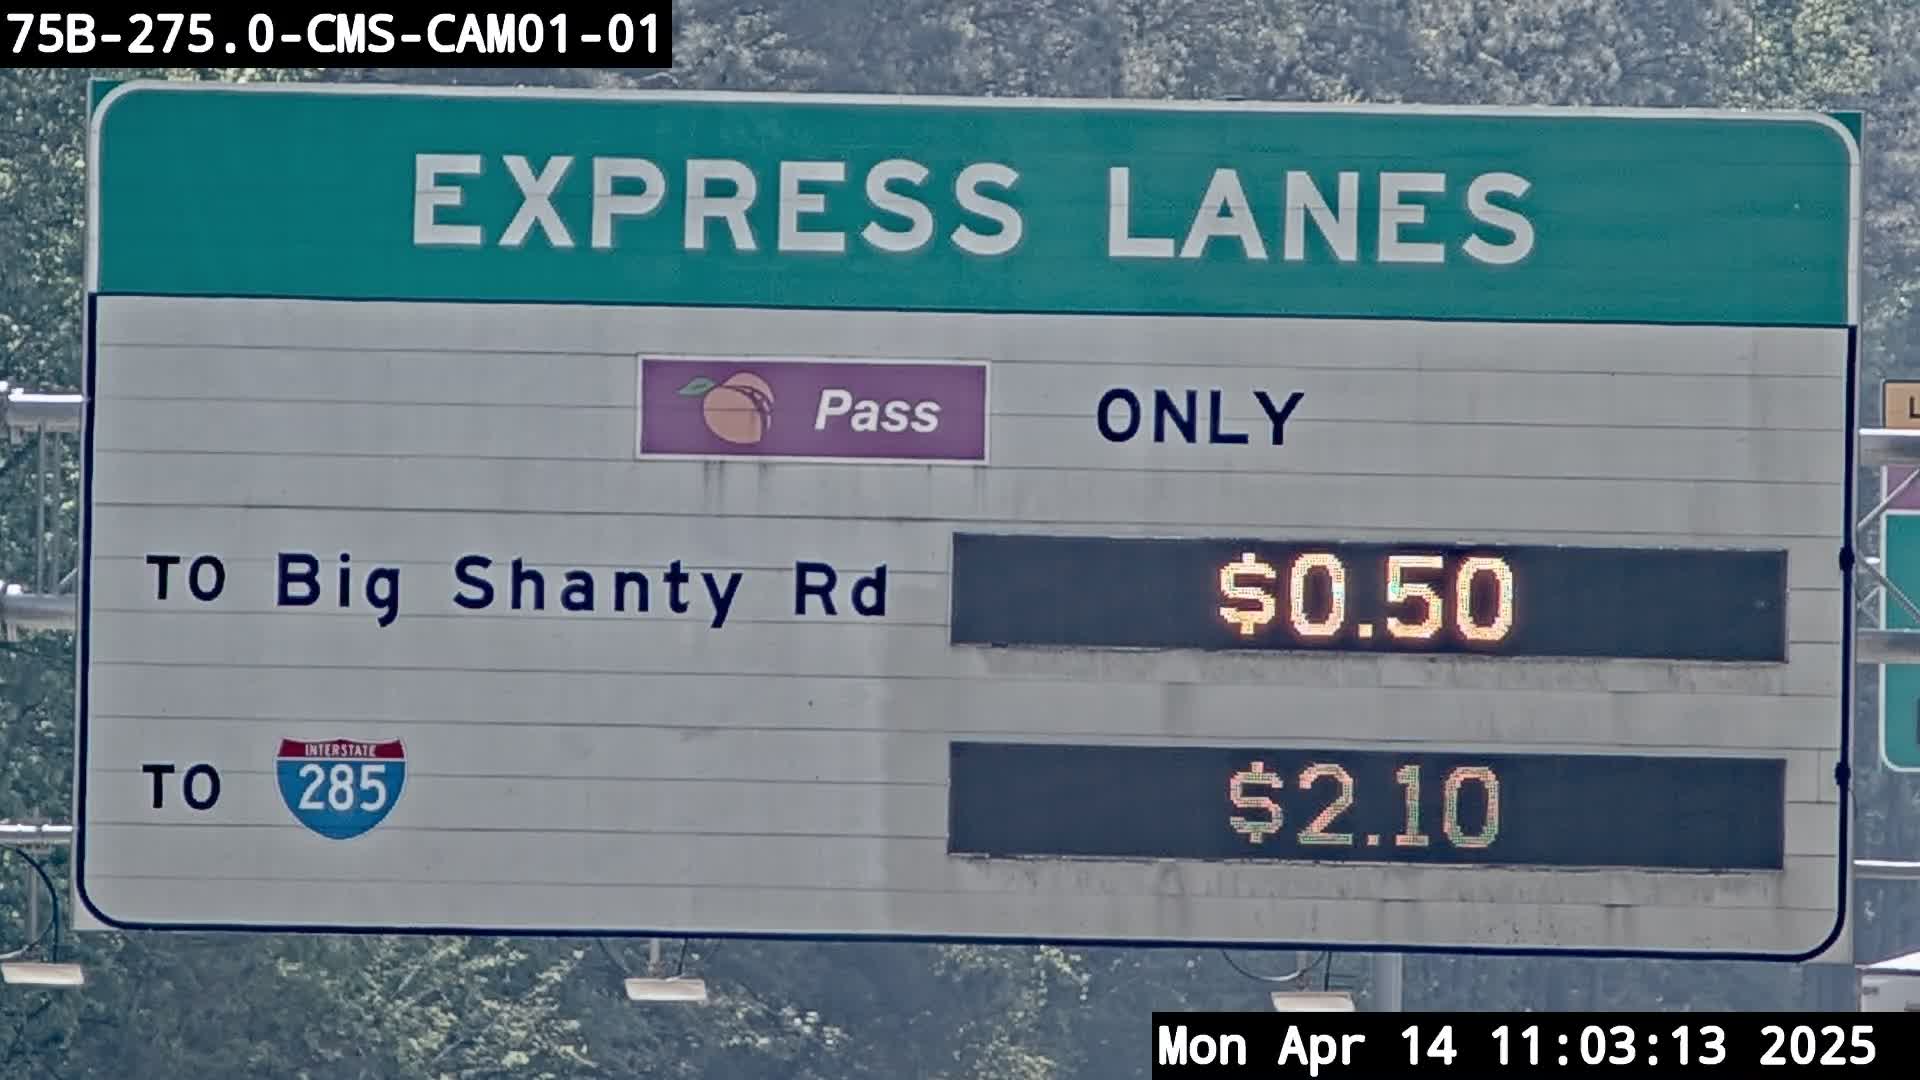 75B-275.0-CMS-CAM01-01
EXPRESS LANES
Pass ONLY
TO Big Shanty Rd $0.50
TO INTERSTATE 285 $2.10
Mon Apr 14 11:03:13 2025